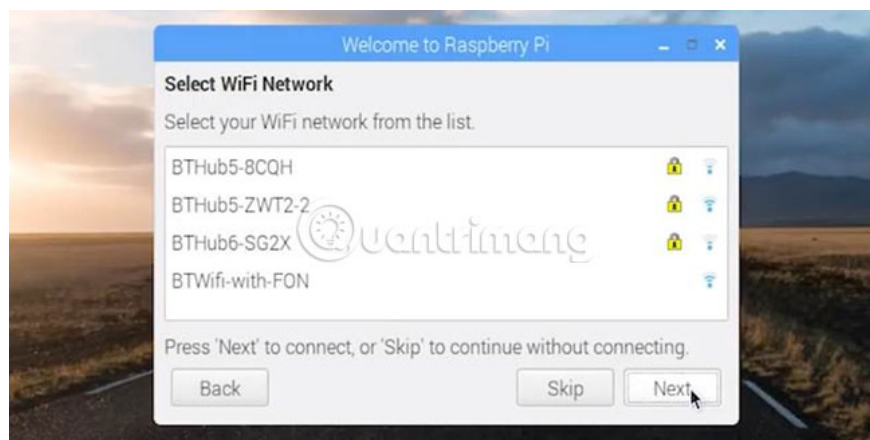 Welcome to Raspberry Pi
Select WiFi Network
Select your WiFi network from the list.
BTHub5-8CQH
BTHub5-ZWT2-2
BTHub6-SG2X
BTWifi-with-FON
Quantrimang
Press 'Next' to connect, or 'Skip' to continue without connecting.
Back
Skip
Next